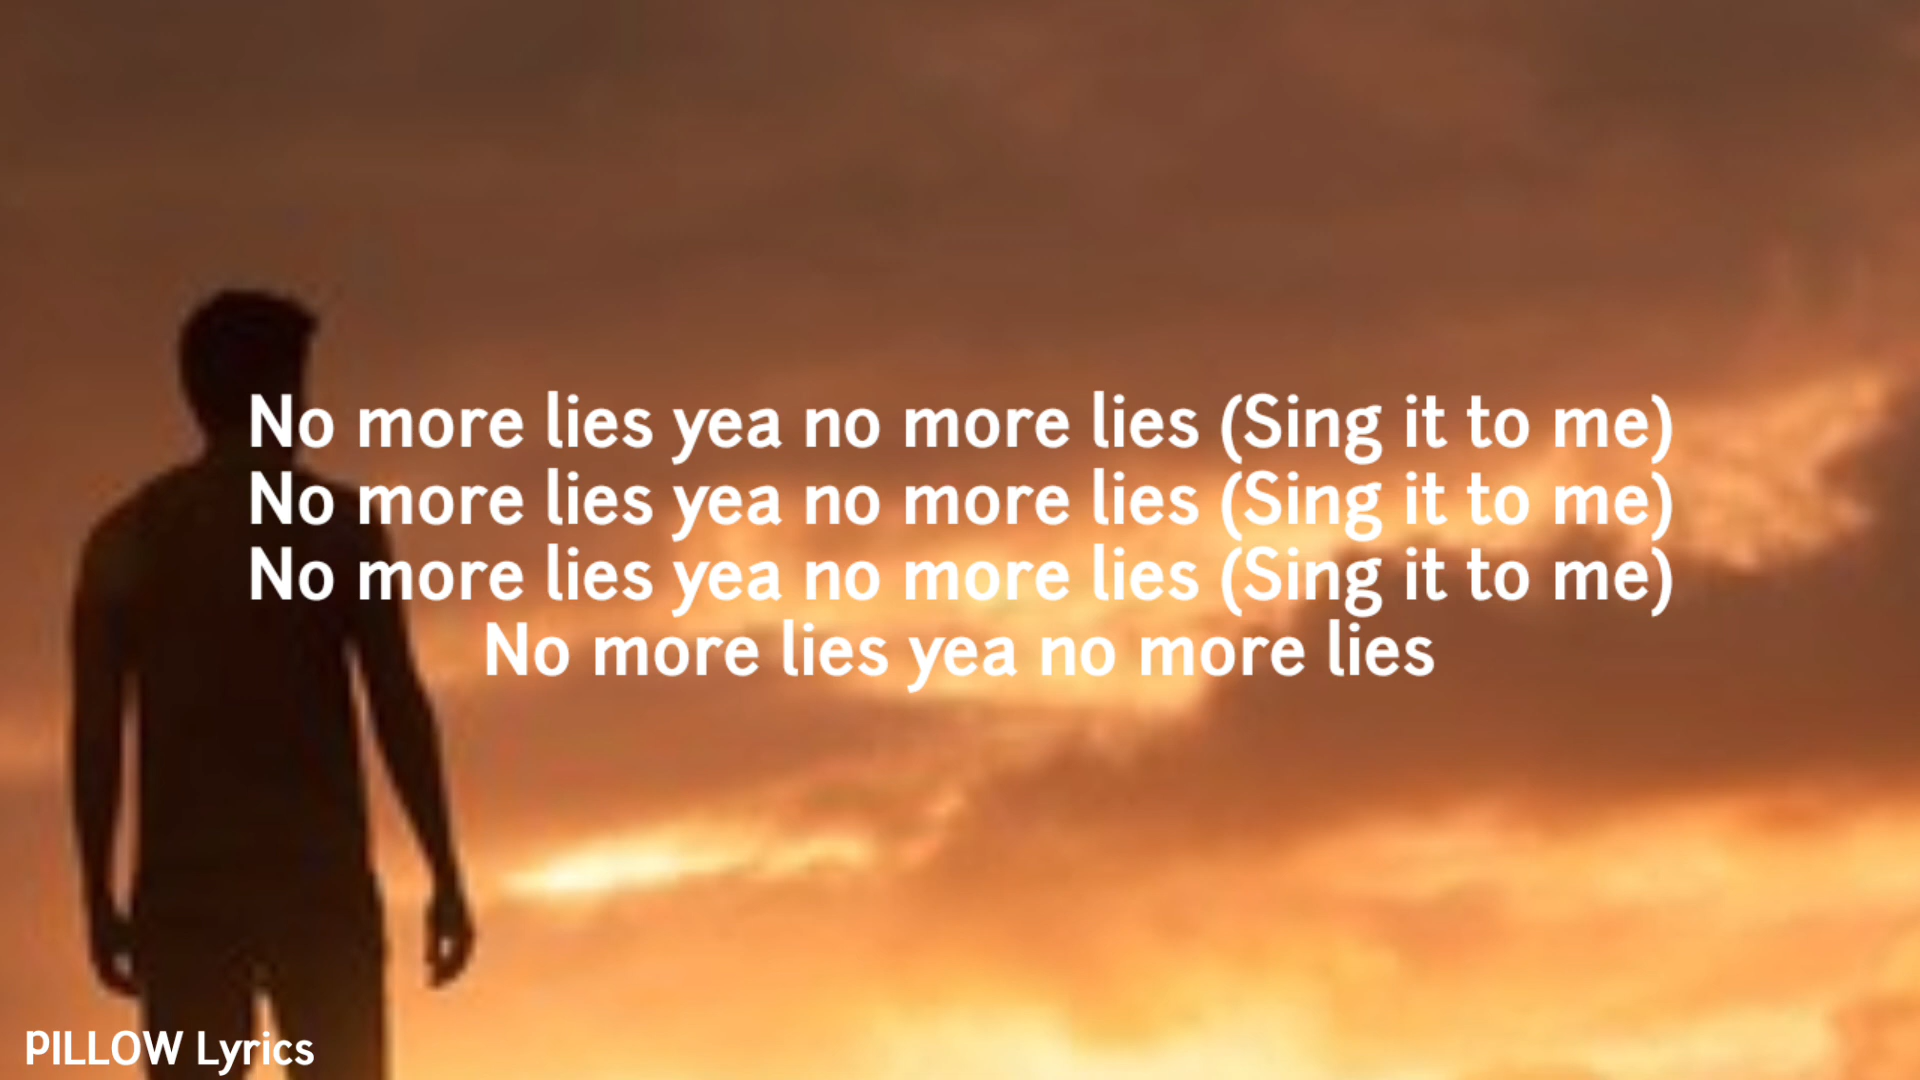 No more lies yea no more lies (Sing it to me)
No more lies yea no more lies (Sing it to me)
No more lies yea no more lies (Sing it to me)
No more lies yea no more lies
PILLOW Lyrics